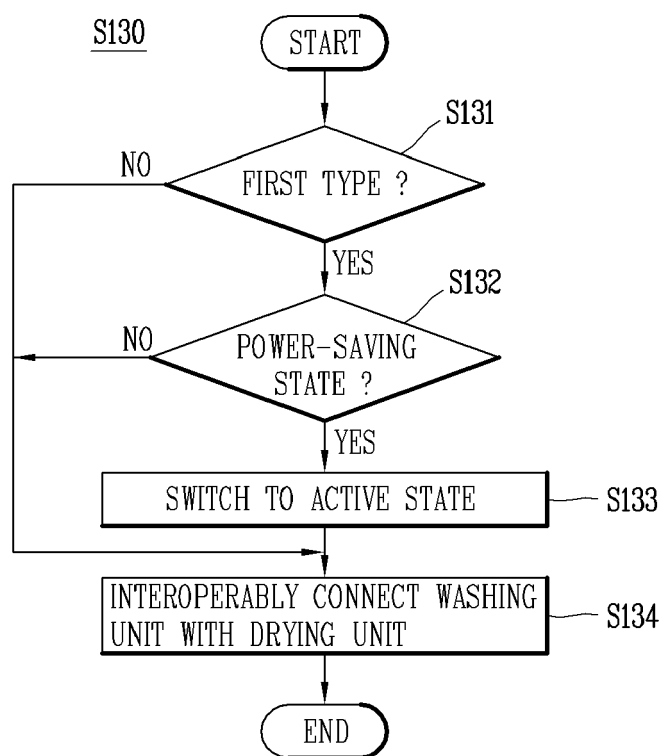 S130
START
S131
NO
FIRST TYPE ?
YES
S132
NO
POWER-SAVING
STATE ?
YES
SWITCH TO ACTIVE STATE
S133
INTEROPERABLY CONNECT WASHING
UNIT WITH DRYING UNIT
S134
END